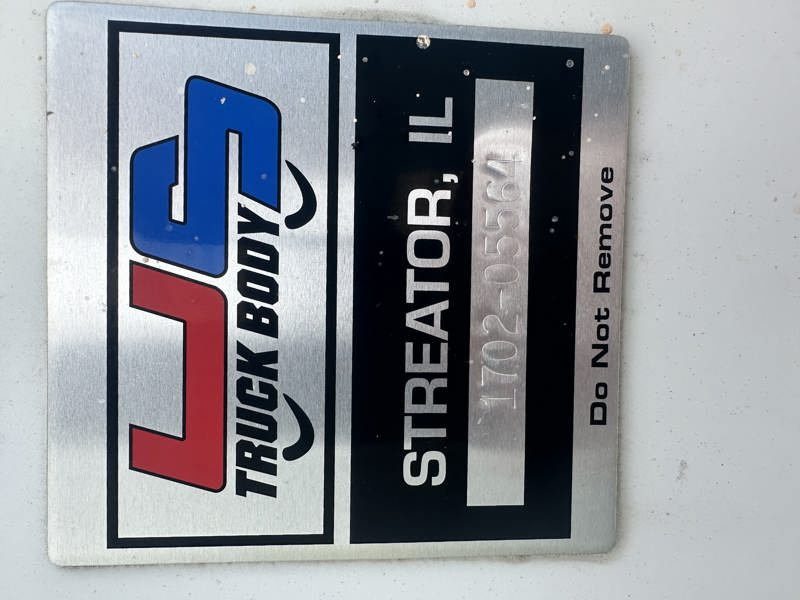 US
TRUCK BODY
STREATOR, IL
1702-05564
Do Not Remove